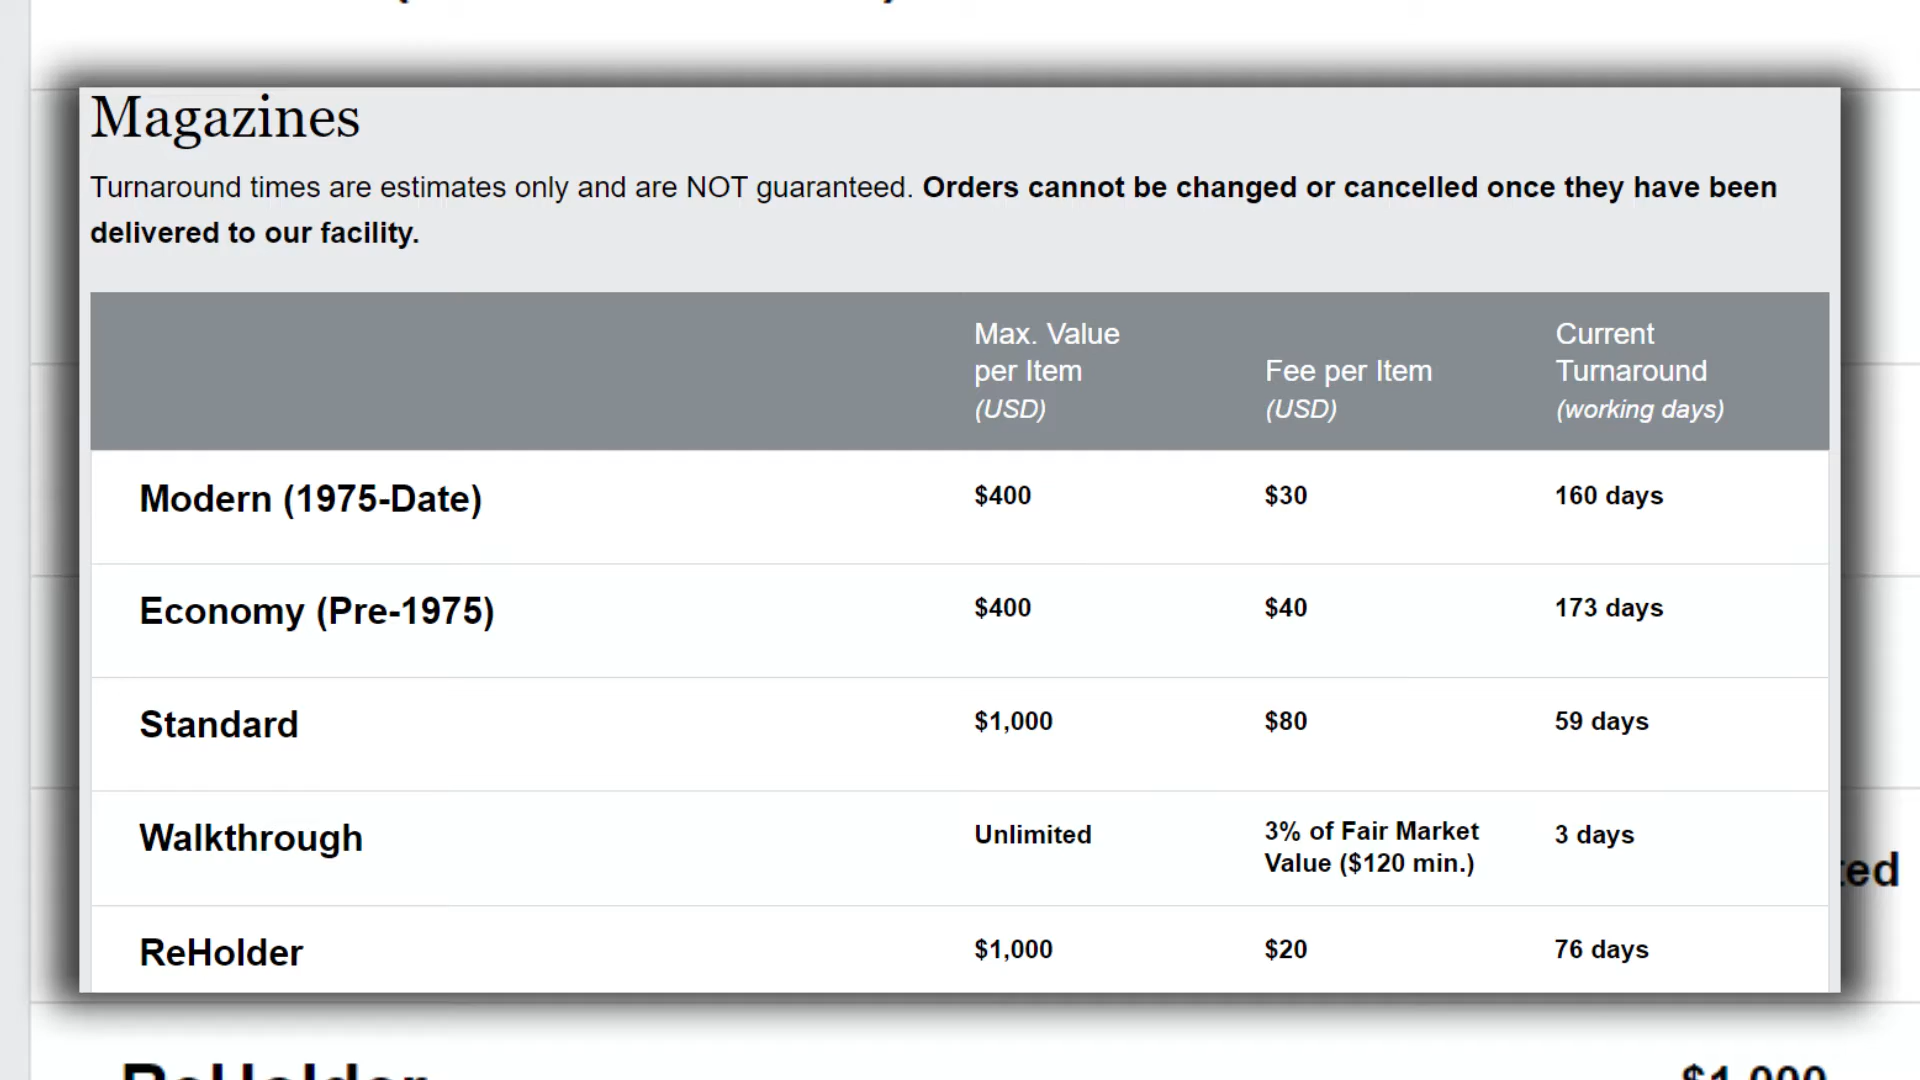 Magazines
Turnaround times are estimates only and are NOT guaranteed. Orders cannot be changed or cancelled once they have been
delivered to our facility.
Max. Value
per Item
(USD)
Fee per Item
(USD)
Current
Turnaround
(working days)
Modern (1975-Date) $400 $30 160 days
Economy (Pre-1975) $400 $40 173 days
Standard $1,000 $80 59 days
Walkthrough Unlimited 3% of Fair Market
Value ($120 min.) 3 days
ReHolder $1,000 $20 76 days
ReHolder $1,000